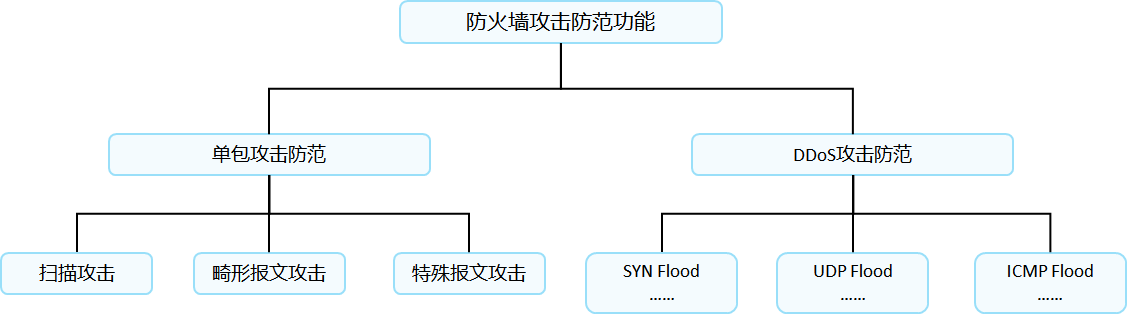 防火墙攻击防范功能
单包攻击防范
DDoS攻击防范
扫描攻击
畸形报文攻击
特殊报文攻击
SYN Flood
……
UDP Flood
……
ICMP Flood
……